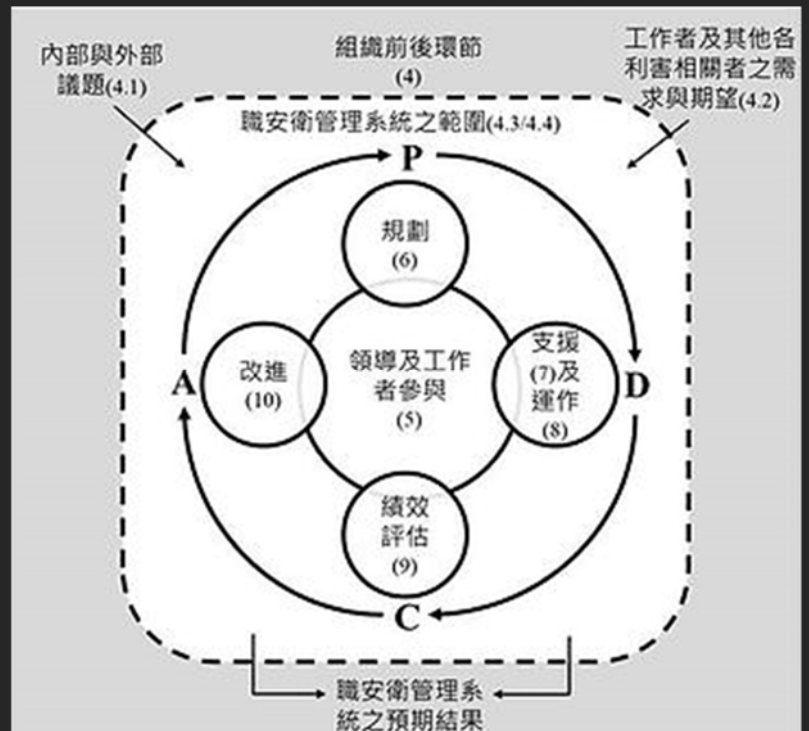 組織前後環節
(4)
內部與外部
議題(4.1)
工作者及其他各
利害相關者之需
求與期望(4.2)
職安衛管理系統之範圍(4.3/4.4)
P
規劃
(6)
領導及工作
者參與
(5)
支援
(7)及
運作
(8)
D
績效
評估
(9)
C
改進
(10)
A
職安衛管理系
統之預期結果